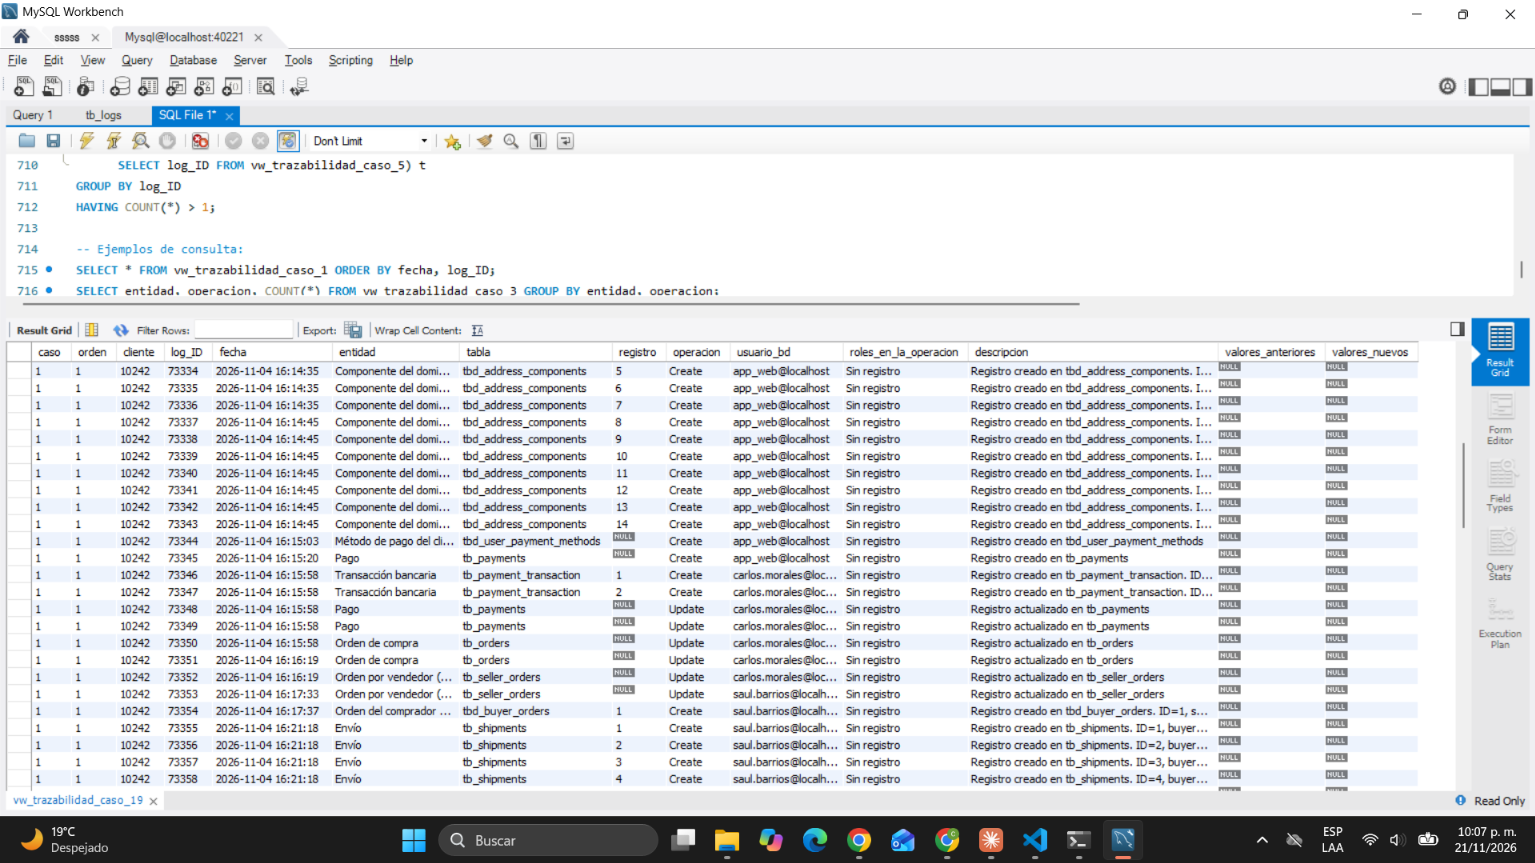 MySQL Workbench
sssss
Mysql@localhost:40221
File Edit View Query Database Server Tools Scripting Help
Query 1 tb_logs SQL File 1*
Don't Limit
710 SELECT log_ID FROM vw_trazabilidad_caso_5) t
711 GROUP BY log_ID
712 HAVING COUNT(*) > 1;
713
714 -- Ejemplos de consulta:
715 SELECT * FROM vw_trazabilidad_caso_1 ORDER BY fecha, log_ID;
716 SELECT entidad, operacion, COUNT(*) FROM vw_trazabilidad_caso_3 GROUP BY entidad, operacion;
Result Grid Filter Rows: Export: Wrap Cell Content:
caso orden cliente log_ID fecha entidad tabla registro operacion usuario_bd roles_en_la_operacion descripcion valores_anteriores valores_nuevos
1 1 10242 73334 2026-11-04 16:14:35 Componente del domi... tbd_address_components 5 Create app_web@localhost Sin registro Registro creado en tbd_address_components. I... NULL NULL
1 1 10242 73335 2026-11-04 16:14:35 Componente del domi... tbd_address_components 6 Create app_web@localhost Sin registro Registro creado en tbd_address_components. I... NULL NULL
1 1 10242 73336 2026-11-04 16:14:35 Componente del domi... tbd_address_components 7 Create app_web@localhost Sin registro Registro creado en tbd_address_components. I... NULL NULL
1 1 10242 73337 2026-11-04 16:14:45 Componente del domi... tbd_address_components 8 Create app_web@localhost Sin registro Registro creado en tbd_address_components. I... NULL NULL
1 1 10242 73338 2026-11-04 16:14:45 Componente del domi... tbd_address_components 9 Create app_web@localhost Sin registro Registro creado en tbd_address_components. I... NULL NULL
1 1 10242 73339 2026-11-04 16:14:45 Componente del domi... tbd_address_components 10 Create app_web@localhost Sin registro Registro creado en tbd_address_components. I... NULL NULL
1 1 10242 73340 2026-11-04 16:14:45 Componente del domi... tbd_address_components 11 Create app_web@localhost Sin registro Registro creado en tbd_address_components. I... NULL NULL
1 1 10242 73341 2026-11-04 16:14:45 Componente del domi... tbd_address_components 12 Create app_web@localhost Sin registro Registro creado en tbd_address_components. I... NULL NULL
1 1 10242 73342 2026-11-04 16:14:45 Componente del domi... tbd_address_components 13 Create app_web@localhost Sin registro Registro creado en tbd_address_components. I... NULL NULL
1 1 10242 73343 2026-11-04 16:14:45 Componente del domi... tbd_address_components 14 Create app_web@localhost Sin registro Registro creado en tbd_address_components. I... NULL NULL
1 1 10242 73344 2026-11-04 16:15:03 Método de pago del di... tbd_user_payment_methods NULL Create app_web@localhost Sin registro Registro creado en tbd_user_payment_methods NULL NULL
1 1 10242 73345 2026-11-04 16:15:20 Pago tb_payments NULL Create app_web@localhost Sin registro Registro creado en tb_payments NULL NULL
1 1 10242 73346 2026-11-04 16:15:58 Transacción bancaria tb_payment_transaction 1 Create carlos.morales@loc... Sin registro Registro creado en tb_payment_transaction. ID... NULL NULL
1 1 10242 73347 2026-11-04 16:15:58 Transacción bancaria tb_payment_transaction 2 Create carlos.morales@loc... Sin registro Registro creado en tb_payment_transaction. ID... NULL NULL
1 1 10242 73348 2026-11-04 16:15:58 Pago tb_payments NULL Update carlos.morales@loc... Sin registro Registro actualizado en tb_payments NULL NULL
1 1 10242 73349 2026-11-04 16:15:58 Pago tb_payments NULL Update carlos.morales@loc... Sin registro Registro actualizado en tb_payments NULL NULL
1 1 10242 73350 2026-11-04 16:15:58 Orden de compra tb_orders NULL Update carlos.morales@loc... Sin registro Registro actualizado en tb_orders NULL NULL
1 1 10242 73351 2026-11-04 16:16:19 Orden de compra tb_orders NULL Update carlos.morales@loc... Sin registro Registro actualizado en tb_orders NULL NULL
1 1 10242 73352 2026-11-04 16:16:19 Orden por vendedor (... tb_seller_orders NULL Update carlos.morales@loc... Sin registro Registro actualizado en tb_seller_orders NULL NULL
1 1 10242 73353 2026-11-04 16:17:33 Orden por vendedor (... tb_seller_orders NULL Update saul.barrios@localh... Sin registro Registro actualizado en tb_seller_orders NULL NULL
1 1 10242 73354 2026-11-04 16:17:37 Orden del comprador ... tbd_buyer_orders 1 Create saul.barrios@localh... Sin registro Registro creado en tbd_buyer_orders. ID=1, s... NULL NULL
1 1 10242 73355 2026-11-04 16:21:18 Envío tb_shipments 1 Create saul.barrios@localh... Sin registro Registro creado en tb_shipments. ID=1, buyer... NULL NULL
1 1 10242 73356 2026-11-04 16:21:18 Envío tb_shipments 2 Create saul.barrios@localh... Sin registro Registro creado en tb_shipments. ID=2, buyer... NULL NULL
1 1 10242 73357 2026-11-04 16:21:18 Envío tb_shipments 3 Create saul.barrios@localh... Sin registro Registro creado en tb_shipments. ID=3, buyer... NULL NULL
1 1 10242 73358 2026-11-04 16:21:18 Envío tb_shipments 4 Create saul.barrios@localh... Sin registro Registro creado en tb_shipments. ID=4, buyer... NULL NULL
Result
Grid
Form
Editor
Field
Types
Query
Stats
Execution
Plan
vw_trazabilidad_caso_19
Read Only
19°C
Despejado
Buscar
ESP
LAA
10:07 p. m.
21/11/2026